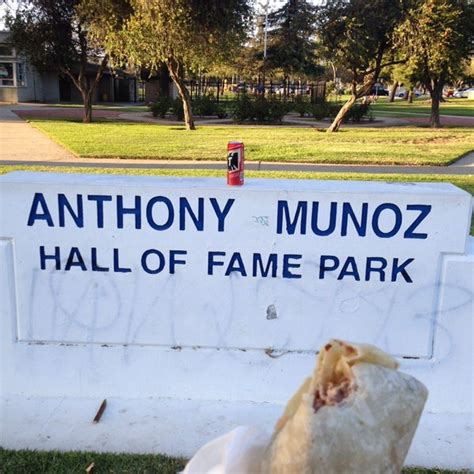 ANTHONY MUNOZ
HALL OF FAME PARK